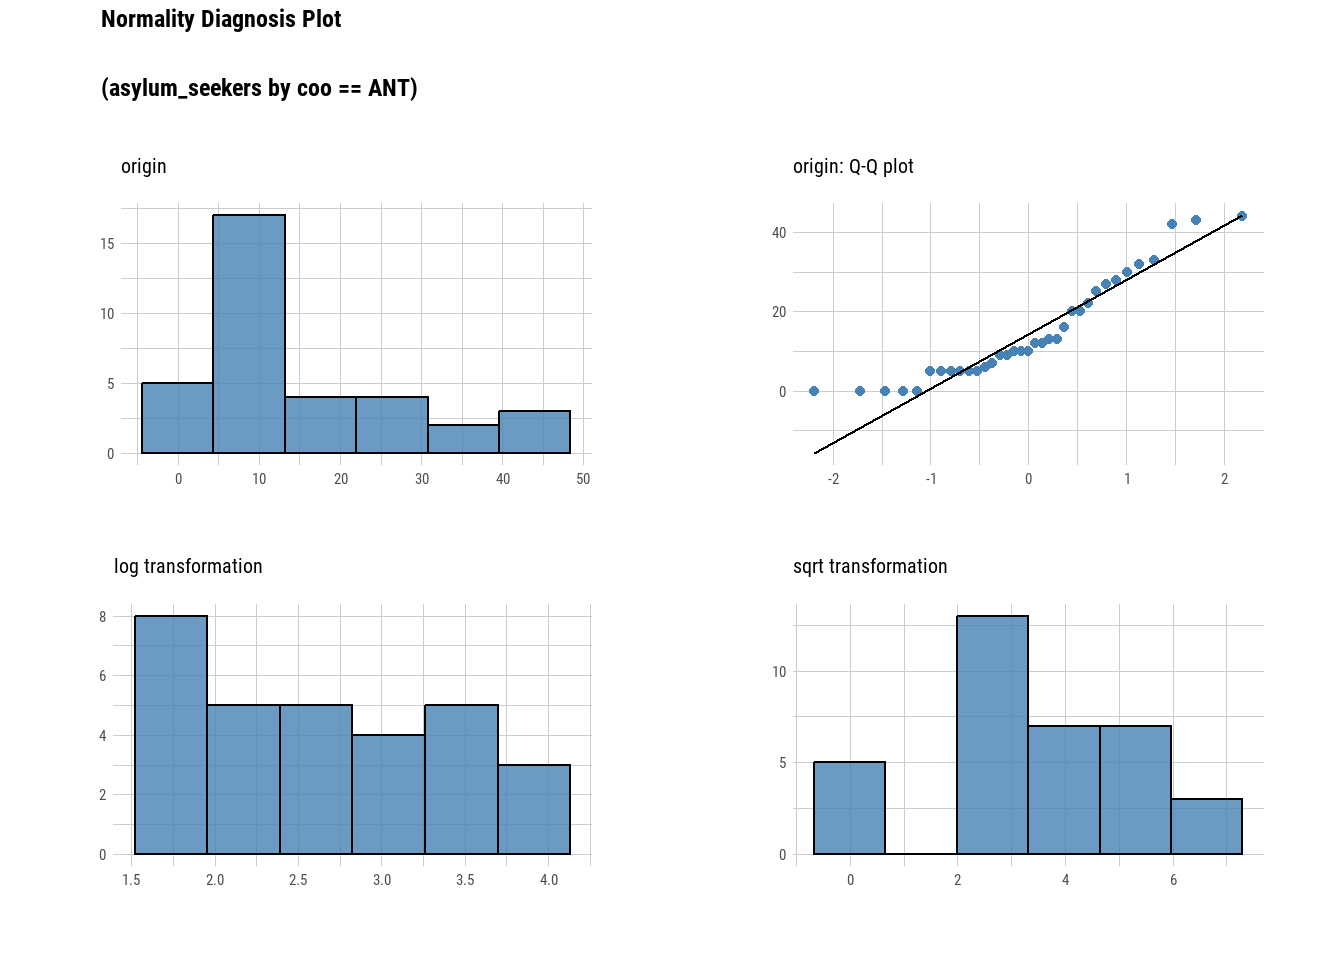 Normality Diagnosis Plot
(asylum_seekers by coo == ANT)
origin
15
10
5
0
0 10 20 30 40 50
origin: Q-Q plot
40
20
0
-2 -1 0 1 2
log transformation
8
6
4
2
0
1.5 2.0 2.5 3.0 3.5 4.0
sqrt transformation
10
5
0
0 2 4 6